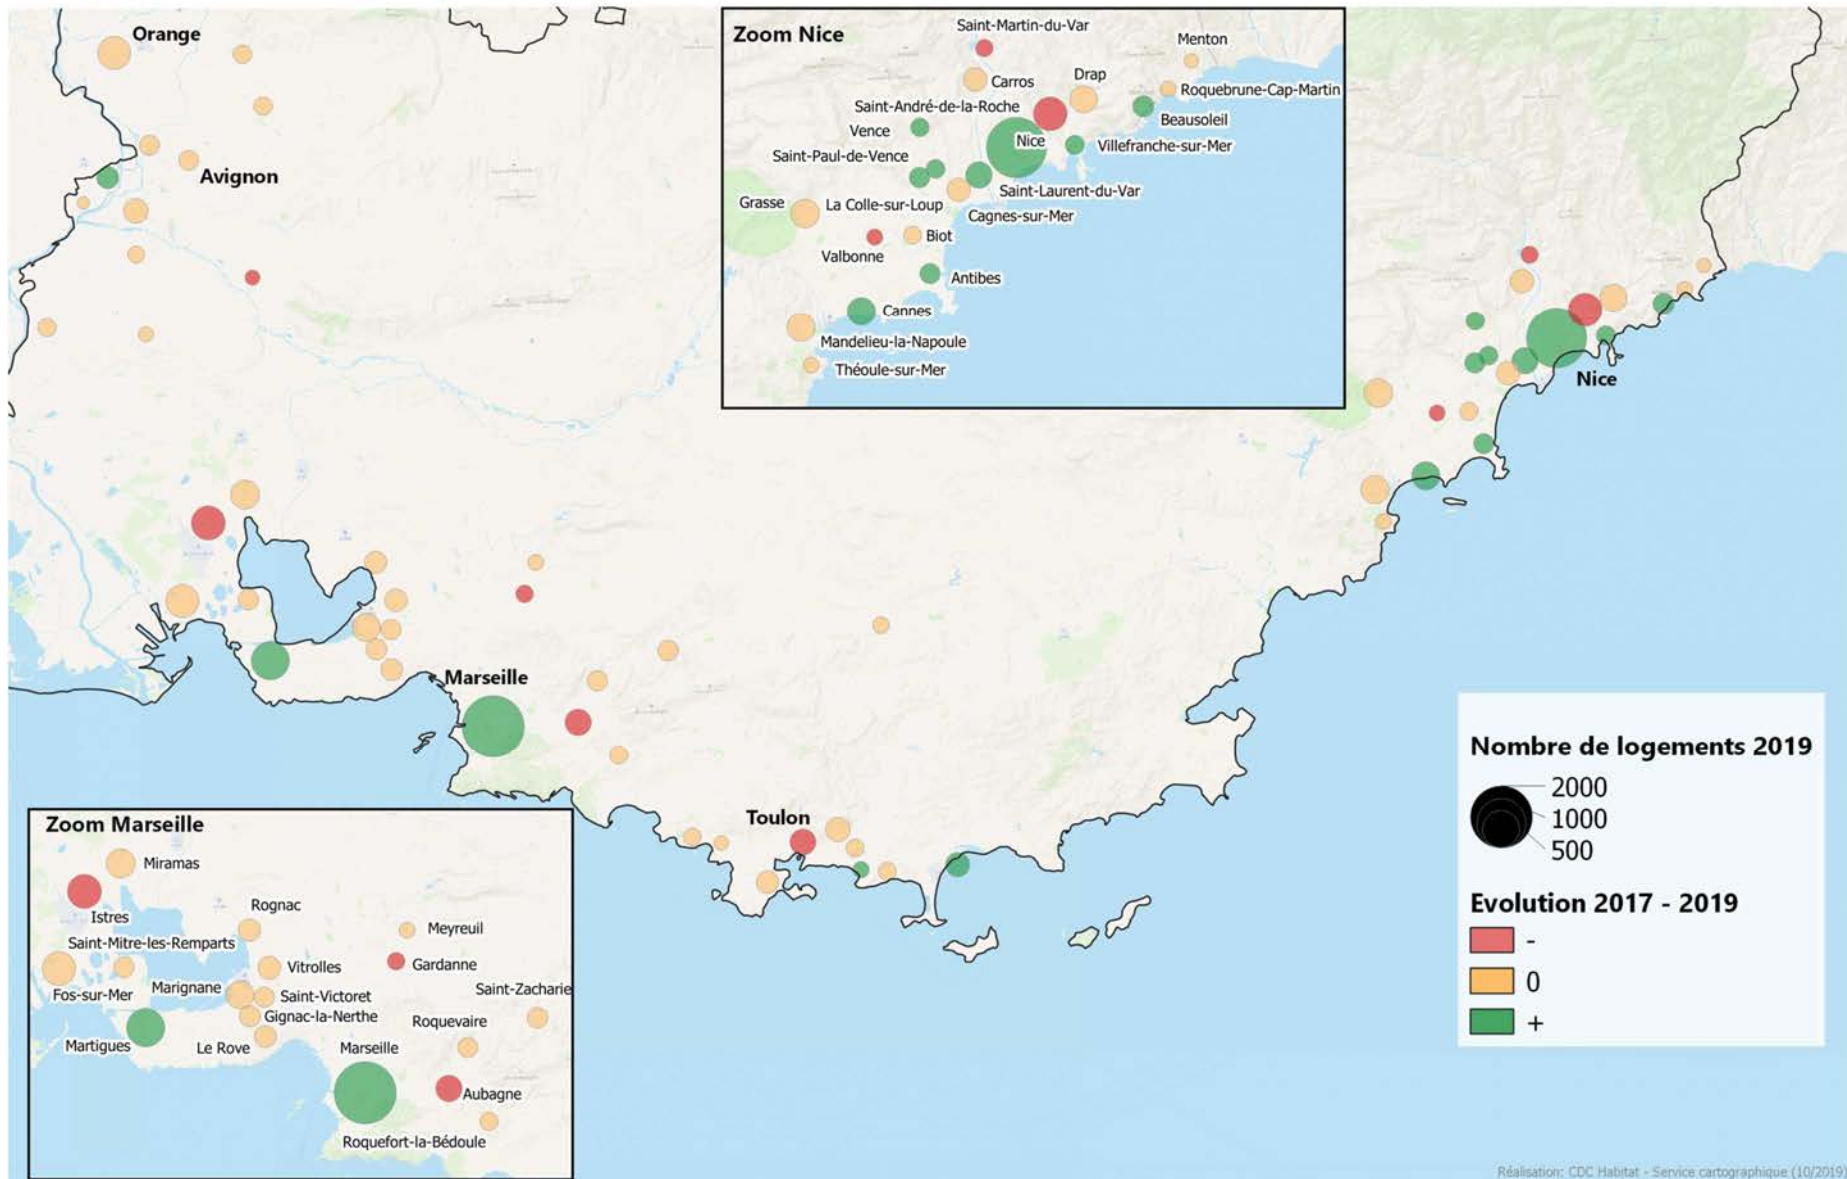 Orange
Avignon
Zoom Nice
Saint-Martin-du-Var
Menton
Carros
Drap
Roquebrune-Cap-Martin
Saint-André-de-la-Roche
Beausoleil
Vence
Nice
Villefranche-sur-Mer
Saint-Paul-de-Vence
Saint-Laurent-du-Var
Grasse
La Colle-sur-Loup
Cagnes-sur-Mer
Biot
Valbonne
Antibes
Cannes
Mandelieu-la-Napoule
Théoule-sur-Mer
Nice
Marseille
Toulon
Zoom Marseille
Miramas
Istres
Rognac
Meyreuil
Saint-Mitre-les-Remparts
Gardanne
Vitrolles
Saint-Zacharie
Fos-sur-Mer
Marignane
Saint-Victoret
Gignac-la-Nerthe
Roquevaire
Martigues
Le Rove
Marseille
Aubagne
Roquefort-la-Bédoule
Nombre de logements 2019
2000
1000
500
Evolution 2017 - 2019
-
0
+
Réalisation: CDC Habitat - Service cartographique (10/2019)